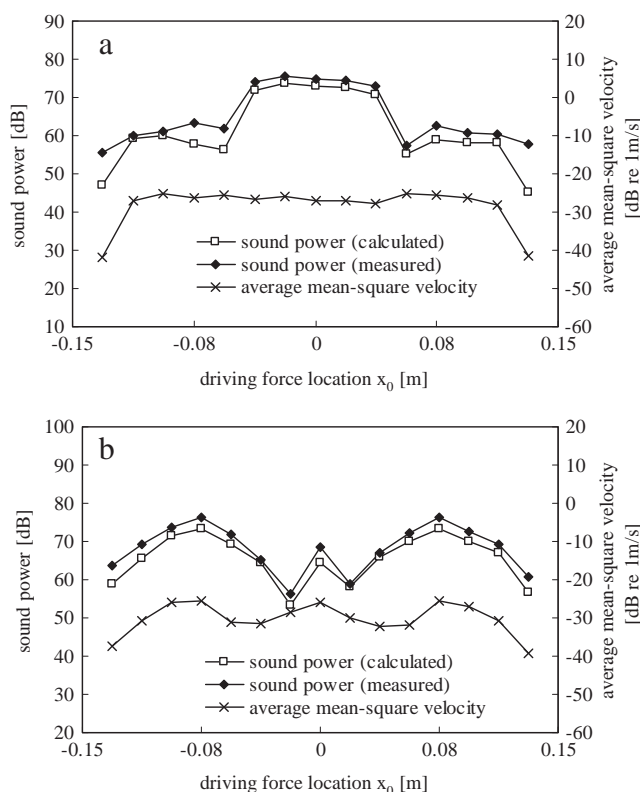 a
90
80
70
60
50
40
30
20
10
20
10
0
-10
-20
-30
-40
-50
-60
sound power [dB]
average mean-square velocity
[dB re 1m/s]
sound power (calculated)
sound power (measured)
average mean-square velocity
-0.15 -0.08 0 0.08 0.15
driving force location x₀ [m]
b
100
90
80
70
60
50
40
30
20
20
10
0
-10
-20
-30
-40
-50
-60
sound power [dB]
average mean-square velocity
[dB re 1m/s]
sound power (calculated)
sound power (measured)
average mean-square velocity
-0.15 -0.08 0 0.08 0.15
driving force location x₀ [m]